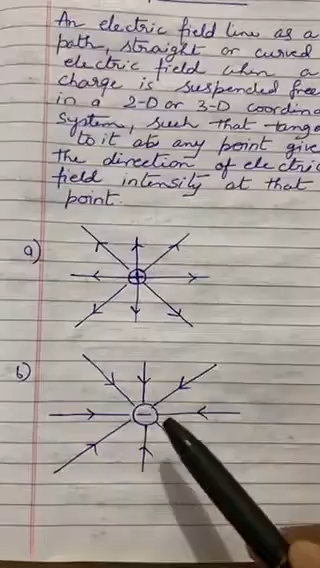 An electric field line as a
path, straight or curved
electric field when a
charge is suspended free
in a 2-D or 3-D coordin
system, such that tange
to it at any point give
the direction of electric
field intensity at that
point.
a)
+
b)
-